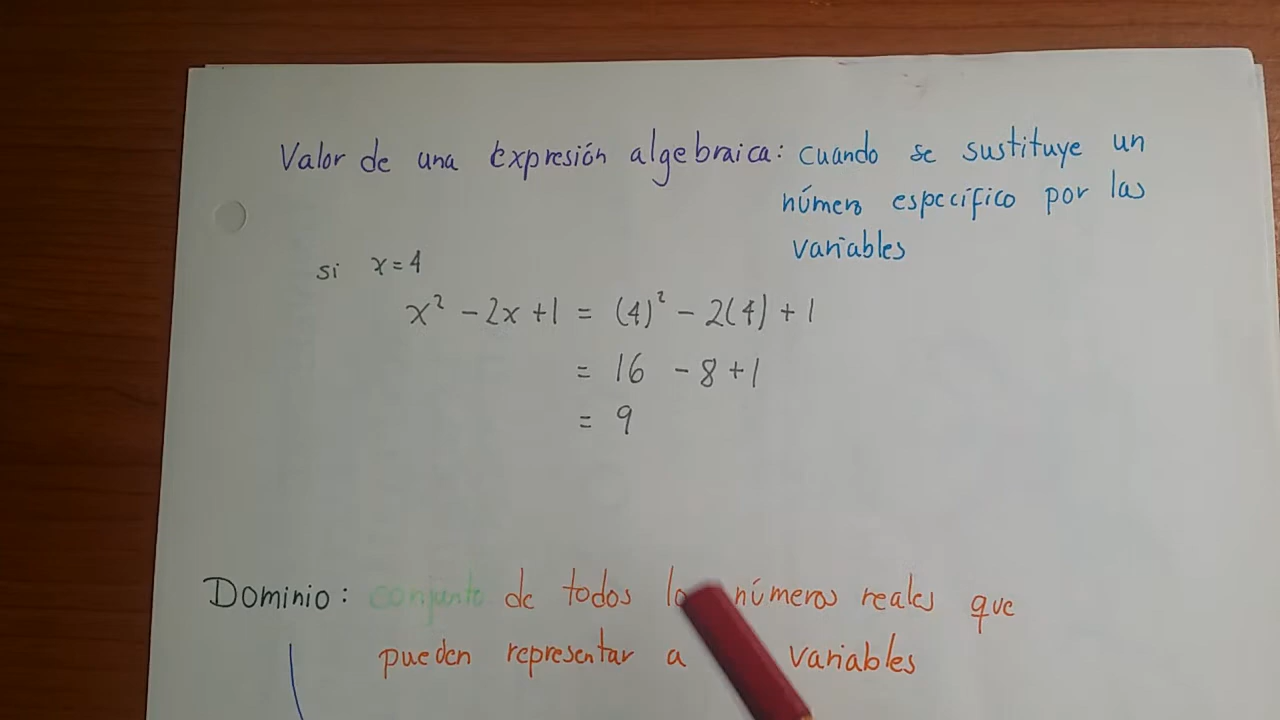 Valor de una expresión algebraica: cuando se sustituye un
número específico por las
variables
si x=4
x² - 2x + 1 = (4)² - 2(4) + 1
= 16 - 8 + 1
= 9
Dominio: conjunto de todos números reales que
pueden representar a variables